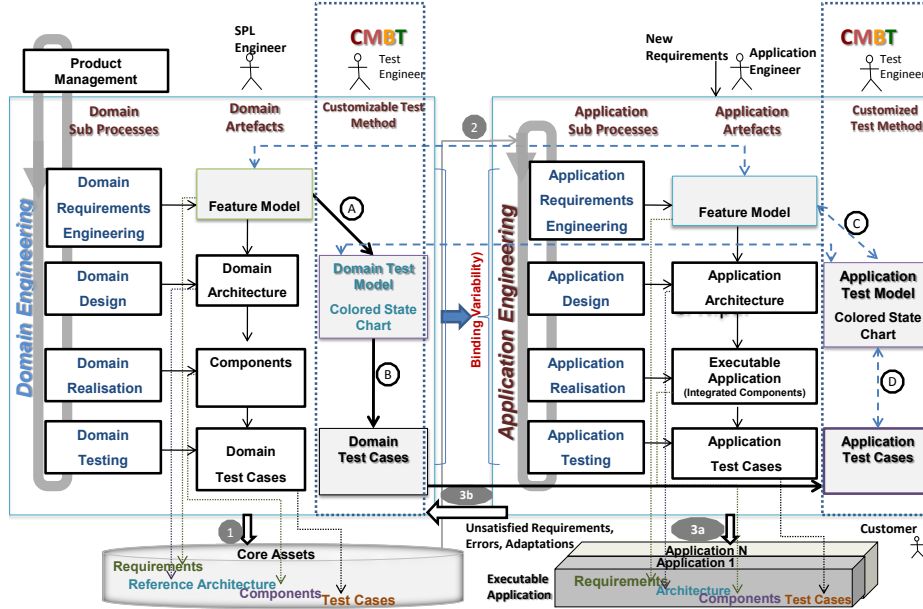 SPL
Engineer
CMBT
Test
Engineer
New
Requirements
Application
Engineer
CMBT
Test
Engineer
Product
Management
Domain
Sub Processes
Domain
Artefacts
Customizable Test
Method
2
Application
Sub Processes
Application
Artefacts
Customized
Test Method
Domain Engineering
Domain
Requirements
Engineering
Feature Model
A
Domain
Design
Domain
Architecture
Domain Test
Model
Colored State
Chart
Domain
Realisation
Components
B
Domain
Testing
Domain
Test Cases
Domain
Test Cases
Binding Variability)
Application Engineering
Application
Requirements
Engineering
Feature Model
C
Application
Design
Application
Architecture
Application
Test Model
Colored State
Chart
Application
Realisation
Executable
Application
(Integrated Components)
D
Application
Testing
Application
Test Cases
Application
Test Cases
3b
1
Unsatisfied Requirements,
Errors, Adaptations
3a
Customer
Core Assets
Requirements
Reference Architecture
Components
Test Cases
Executable
Application
Application N
Application 1
Requirements
Architecture
Components
Test Cases